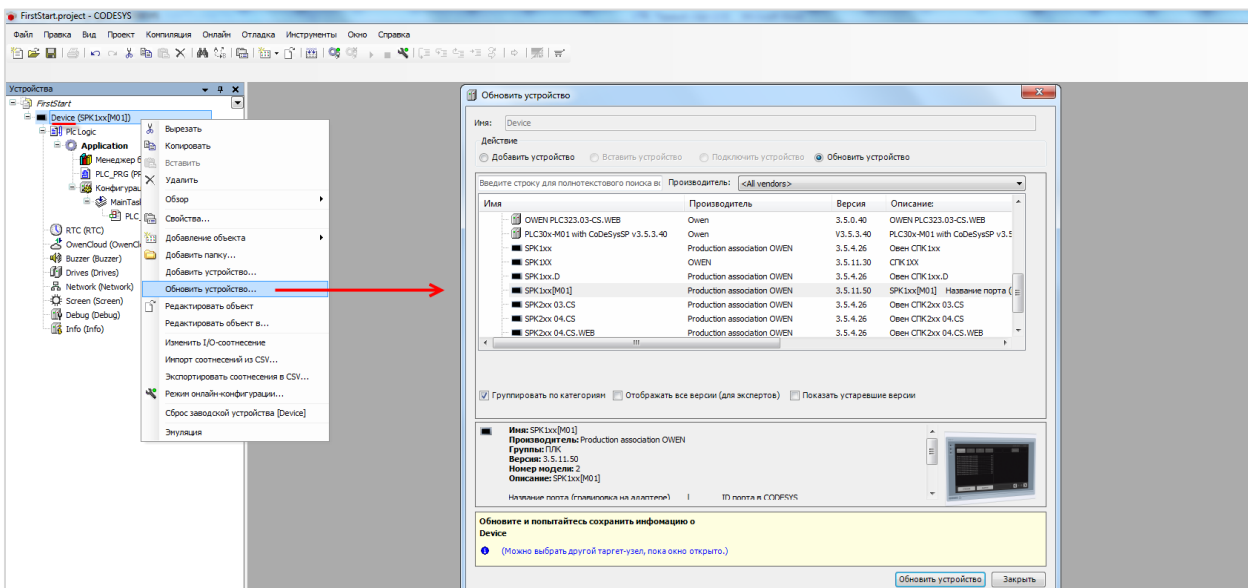 FirstStart.project - CODESYS
Файл Правка Вид Проект Компиляция Онлайн Отладка Инструменты Окно Справка
Устройства
FirstStart
Device (SPK1xx[M01])
Plc Logic
Application
Менеджер б
PLC_PRG (PF
Конфигурац
MainTas
PLC_
RTC (RTC)
OwenCloud (OwenCl
Buzzer (Buzzer)
Drives (Drives)
Network (Network)
Screen (Screen)
Debug (Debug)
Info (Info)
Вырезать
Копировать
Вставить
Удалить
Обзор
Свойства...
Добавление объекта
Добавить папку...
Добавить устройство...
Обновить устройство...
Редактировать объект
Редактировать объект в...
Изменить I/O-соотнесение
Импорт соотнесений из CSV...
Экспортировать соотнесения в CSV...
Режим онлайн-конфигурации...
Сброс заводской устройства [Device]
Эмуляция
Обновить устройство
Имя: Device
Действие
Добавить устройство Вставить устройство Подключить устройство Обновить устройство
Введите строку для полнотекстового поиска во Производитель: <All vendors>
Имя Производитель Версия Описание:
OWEN PLC323.03-CS.WEB Owen 3.5.0.40 OWEN PLC323.03-CS.WEB
PLC30x-M01 with CoDeSysSP v3.5.3.40 Owen V3.5.3.40 PLC30x-M01 with CoDeSysSP v3.5
SPK1xx Production association OWEN 3.5.4.26 Овен СПК1xx
SPK1XX OWEN 3.5.11.30 СПК1XX
SPK1xx.D Production association OWEN 3.5.4.26 Овен СПК1xx.D
SPK1xx[M01] Production association OWEN 3.5.11.50 SPK1xx[M01] Название порта (
SPK2xx 03.CS Production association OWEN 3.5.4.26 Овен СПК2xx 03.CS
SPK2xx 04.CS Production association OWEN 3.5.4.26 Овен СПК2xx 04.CS
SPK2xx 04.CS.WEB Production association OWEN 3.5.4.26 Овен СПК2xx 04.CS.WEB
Группировать по категориям Отображать все версии (для экспертов) Показать устаревшие версии
Имя: SPK1xx[M01]
Производитель: Production association OWEN
Группы: ПЛК
Версия: 3.5.11.50
Номер модели: 2
Описание: SPK1xx[M01]
Название порта (гравировка на адаптере) | ID порта в CODESYS
Обновите и попытайтесь сохранить инфомацию о
Device
(Можно выбрать другой таргет-узел, пока окно открыто.)
Обновить устройство Закрыть